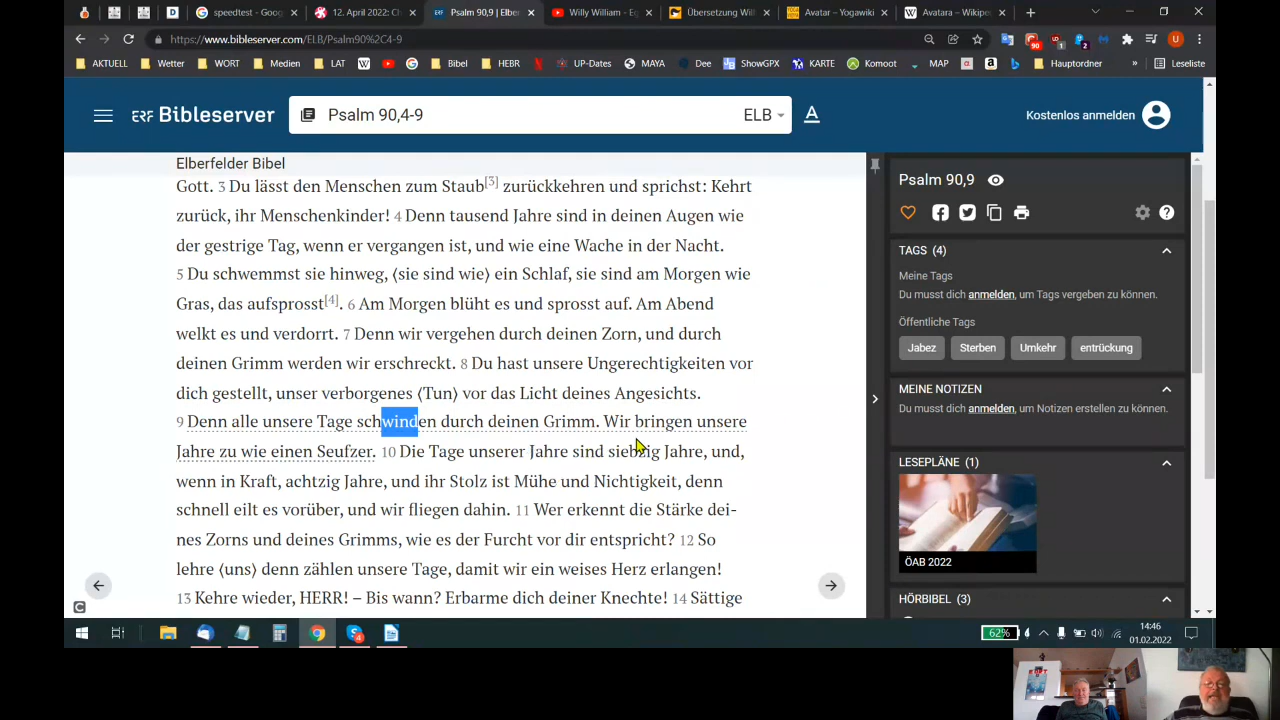 speedtest - Goog
12. April 2022: Ch
Psalm 90,9 | Elber
Willy William - Eg
Übersetzung Will
Avatar – Yogawiki
Avatara – Wikipe
https://www.bibleserver.com/ELB/Psalm90%2C4-9
AKTUELL Wetter WORT Medien LAT Bibel HEBR UP-Dates MAYA Dee ShowGPX KARTE Komoot MAP Hauptordner » Leseliste
ERF Bibleserver
Psalm 90,4-9 ELB
Kostenlos anmelden
Elberfelder Bibel
Gott. 3 Du lässt den Menschen zum Staub[3] zurückkehren und sprichst: Kehrt
zurück, ihr Menschenkinder! 4 Denn tausend Jahre sind in deinen Augen wie
der gestrige Tag, wenn er vergangen ist, und wie eine Wache in der Nacht.
5 Du schwemmst sie hinweg, ⟨sie sind wie⟩ ein Schlaf, sie sind am Morgen wie
Gras, das aufsprosst[4]. 6 Am Morgen blüht es und sprosst auf. Am Abend
welkt es und verdorrt. 7 Denn wir vergehen durch deinen Zorn, und durch
deinen Grimm werden wir erschreckt. 8 Du hast unsere Ungerechtigkeiten vor
dich gestellt, unser verborgenes ⟨Tun⟩ vor das Licht deines Angesichts.
9 Denn alle unsere Tage schwinden durch deinen Grimm. Wir bringen unsere
Jahre zu wie einen Seufzer. 10 Die Tage unserer Jahre sind siebzig Jahre, und,
wenn in Kraft, achtzig Jahre, und ihr Stolz ist Mühe und Nichtigkeit, denn
schnell eilt es vorüber, und wir fliegen dahin. 11 Wer erkennt die Stärke dei-
nes Zorns und deines Grimms, wie es der Furcht vor dir entspricht? 12 So
lehre ⟨uns⟩ denn zählen unsere Tage, damit wir ein weises Herz erlangen!
13 Kehre wieder, HERR! – Bis wann? Erbarme dich deiner Knechte! 14 Sättige
Psalm 90,9
TAGS (4)
Meine Tags
Du musst dich anmelden, um Tags vergeben zu können.
Öffentliche Tags
Jabez Sterben Umkehr entrückung
MEINE NOTIZEN
Du musst dich anmelden, um Notizen erstellen zu können.
LESEPLÄNE (1)
ÖAB 2022
HÖRBIBEL (3)
62%
14:46
01.02.2022